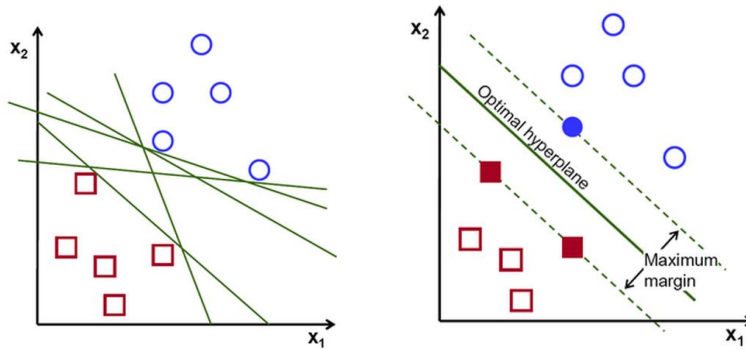 x₂
x₁
x₂
Optimal hyperplane
Maximum
margin
x₁